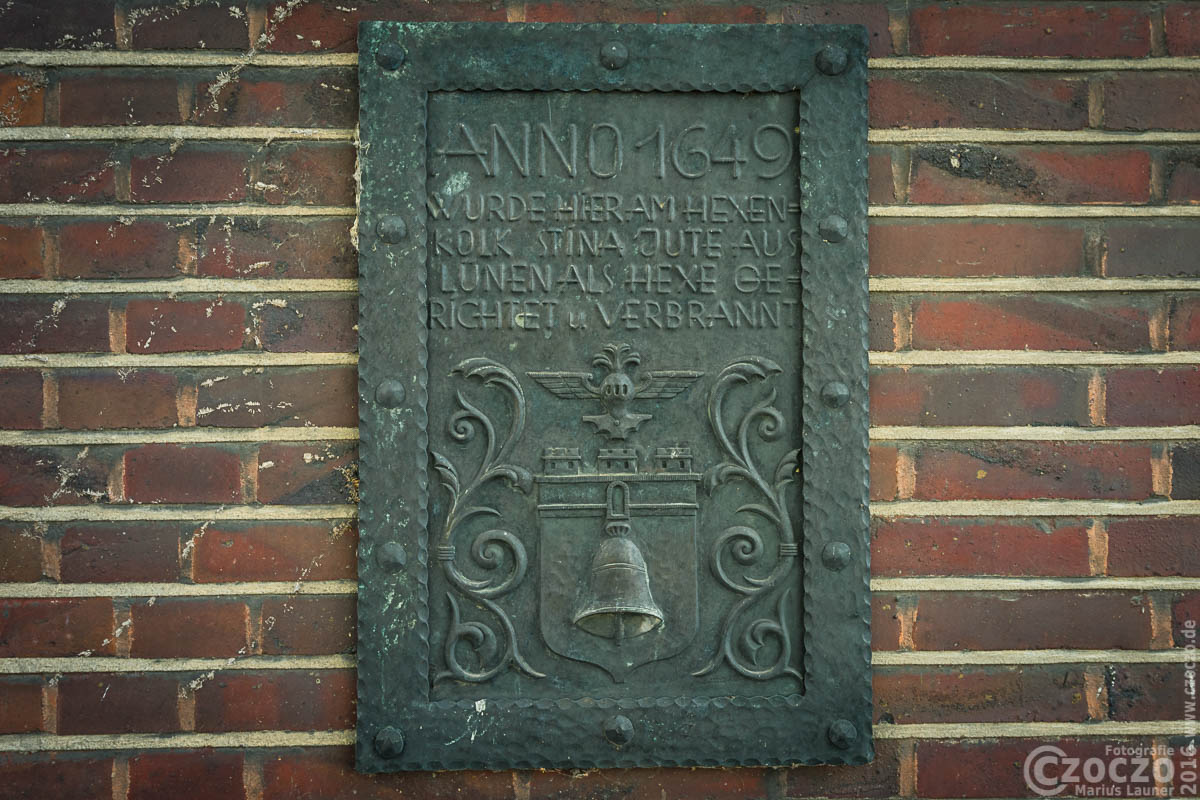 ANNO 1649
WURDE HIER AM HEXEN=
KOLK STINA JUTE AUS
LÜNEN ALS HEXE GE=
RICHTET u. VERBRANNT
Fotografie
CZOCZO
Marius Launer
2016 www.czoczo.de